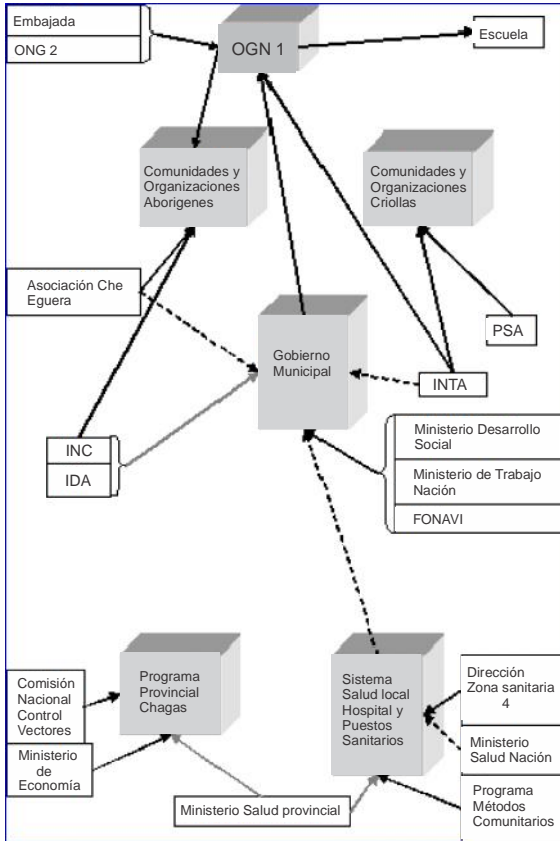 Embajada
ONG 2
OGN 1
Escuela
Comunidades y
Organizaciones
Aborigenes
Comunidades y
Organizaciones
Criollas
Asociación Che
Eguera
Gobierno
Municipal
PSA
INTA
INC
IDA
Ministerio Desarrollo
Social
Ministerio de Trabajo
Nación
FONAVI
Comisión
Nacional
Control
Vectores
Ministerio
de
Economía
Programa
Provincial
Chagas
Sistema
Salud local
Hospital y
Puestos
Sanitarios
Dirección
Zona sanitaria
4
Ministerio
Salud Nación
Programa
Métodos
Comunitarios
Ministerio Salud provincial